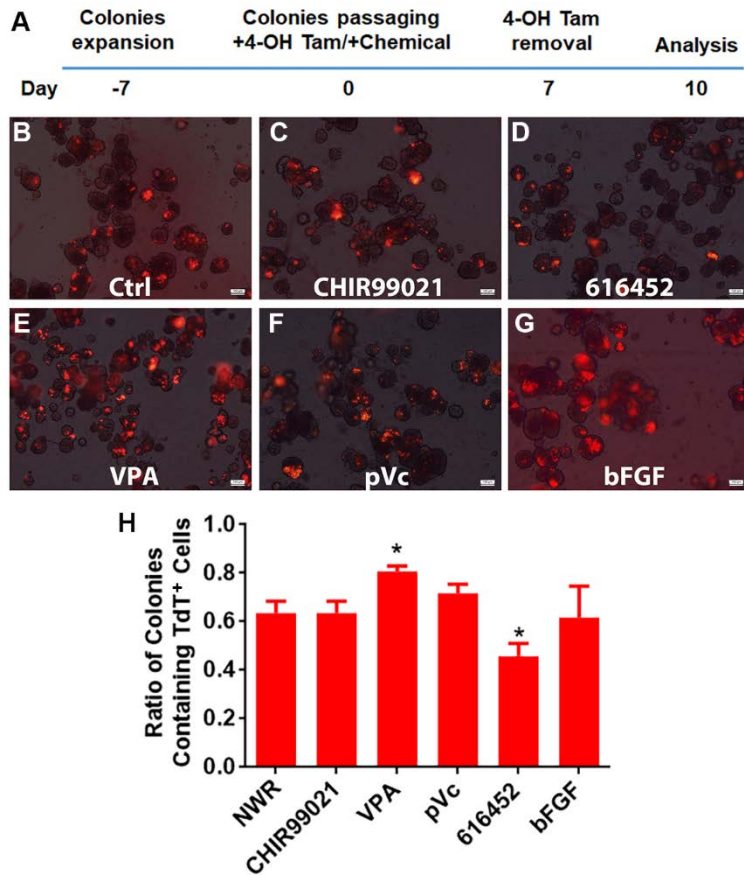 A
Colonies expansion
Colonies passaging +4-OH Tam/+Chemical
4-OH Tam removal
Analysis
Day -7 0 7 10
B
Ctrl
C
CHIR99021
D
616452
E
VPA
F
pVc
G
bFGF
H
Ratio of Colonies
Containing TdT⁺ Cells
1.0
0.8
0.6
0.4
0.2
0.0
*
*
NWR
CHIR99021
VPA
pVc
616452
bFGF